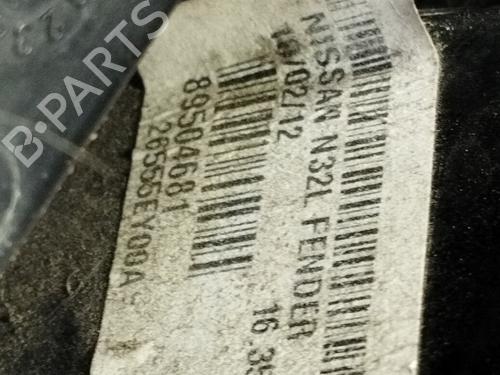 NISSAN N32L FENDER
10/02/12
16:35
89504681
26555EY00A
B-PARTS